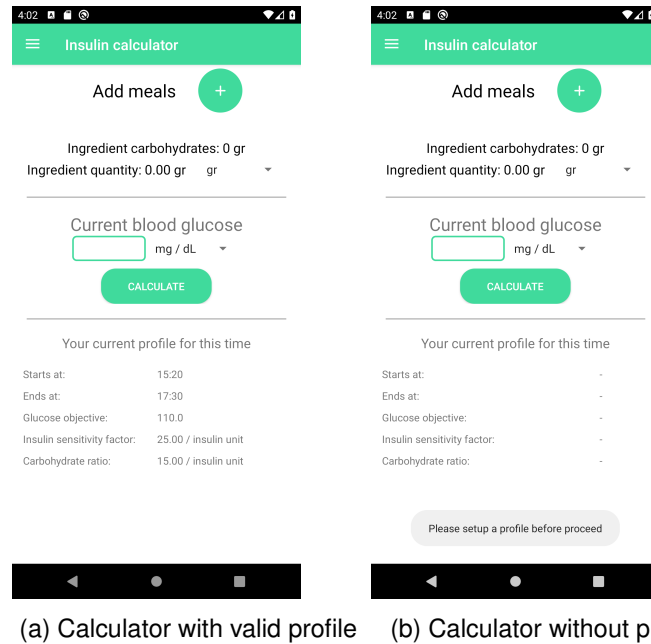 4:02
Insulin calculator
Add meals +
Ingredient carbohydrates: 0 gr
Ingredient quantity: 0.00 gr gr
Current blood glucose
mg / dL
CALCULATE
Your current profile for this time
Starts at: 15:20
Ends at: 17:30
Glucose objective: 110.0
Insulin sensitivity factor: 25.00 / insulin unit
Carbohydrate ratio: 15.00 / insulin unit
(a) Calculator with valid profile
4:02
Insulin calculator
Add meals +
Ingredient carbohydrates: 0 gr
Ingredient quantity: 0.00 gr gr
Current blood glucose
mg / dL
CALCULATE
Your current profile for this time
Starts at: -
Ends at: -
Glucose objective: -
Insulin sensitivity factor: -
Carbohydrate ratio: -
Please setup a profile before proceed
(b) Calculator without p